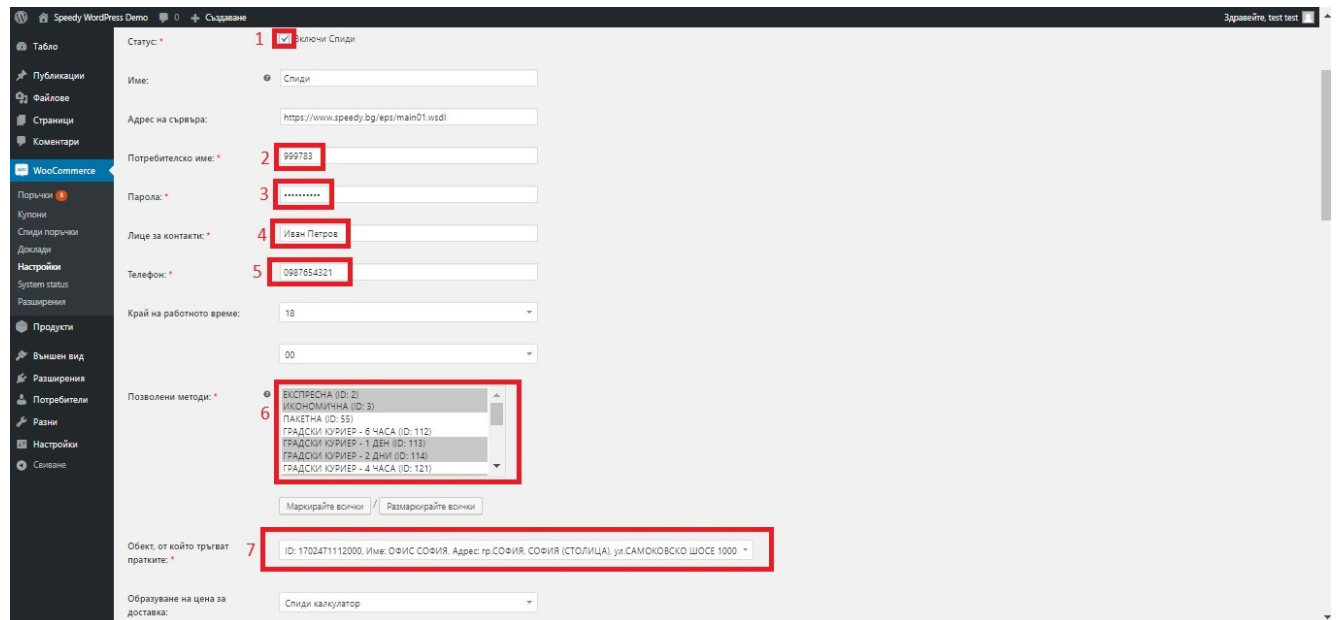 Speedy WordPress Demo 0 + Създаване Здравейте, test test
Табло
Публикации
Файлове
Страници
Коментари
WooCommerce
Поръчки 3
Купони
Спиди поръчки
Доклади
Настройки
System status
Разширения
Продукти
Външен вид
Разширения
Потребители
Разни
Настройки
Свиване
Статус: * 1 Включи Спиди
Име: Спиди
Адрес на сървъра: https://www.speedy.bg/eps/main01.wsdl
Потребителско име: * 2 999783
Парола: * 3 ••••••••••
Лице за контакти: * 4 Иван Петров
Телефон: * 5 0987654321
Край на работното време: 18
00
Позволени методи: * 6
ЕКСПРЕСНА (ID: 2)
ИКОНОМИЧНА (ID: 3)
ПАКЕТНА (ID: 55)
ГРАДСКИ КУРИЕР - 6 ЧАСА (ID: 112)
ГРАДСКИ КУРИЕР - 1 ДЕН (ID: 113)
ГРАДСКИ КУРИЕР - 2 ДНИ (ID: 114)
ГРАДСКИ КУРИЕР - 4 ЧАСА (ID: 121)
Маркирайте всички / Размаркирайте всички
Обект, от който тръгват
пратките: * 7 ID: 1702471112000, Име: ОФИС СОФИЯ, Адрес: гр.СОФИЯ, СОФИЯ (СТОЛИЦА), ул.САМОКОВСКО ШОСЕ 1000
Образуване на цена за
доставка: Спиди калкулатор